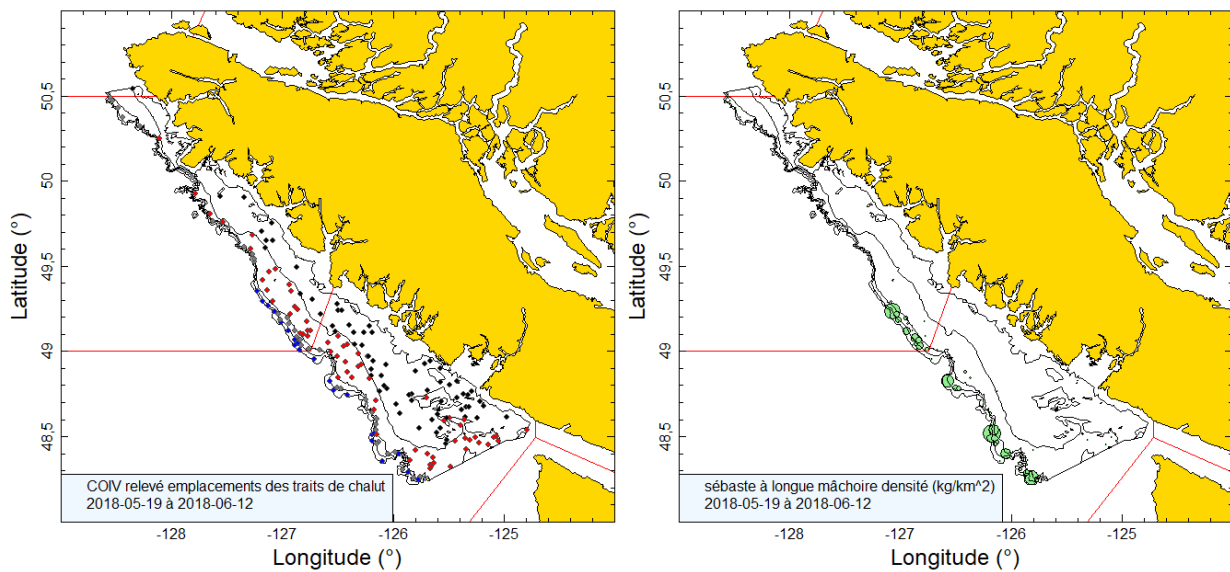 50,5
50
49,5
49
48,5
Latitude (°)
COIV relevé emplacements des traits de chalut
2018-05-19 à 2018-06-12
-128
-127
-126
-125
Longitude (°)
50,5
50
49,5
49
48,5
Latitude (°)
sébaste à longue mâchoire densité (kg/km^2)
2018-05-19 à 2018-06-12
-128
-127
-126
-125
Longitude (°)